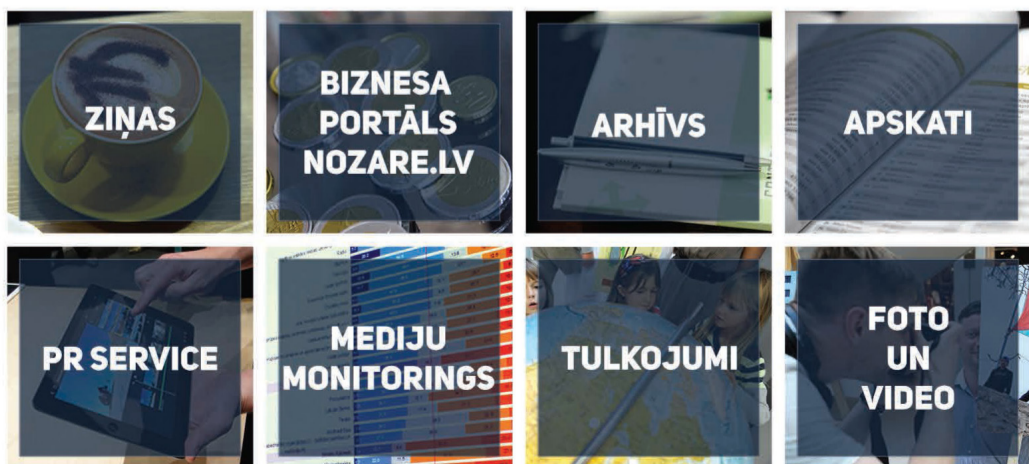 ZIŅAS
BIZNESA
PORTĀLS
NOZARE.LV
ARHĪVS
APSKATI
PR SERVICE
MEDIJU
MONITORINGS
TULKOJUMI
FOTO
UN
VIDEO